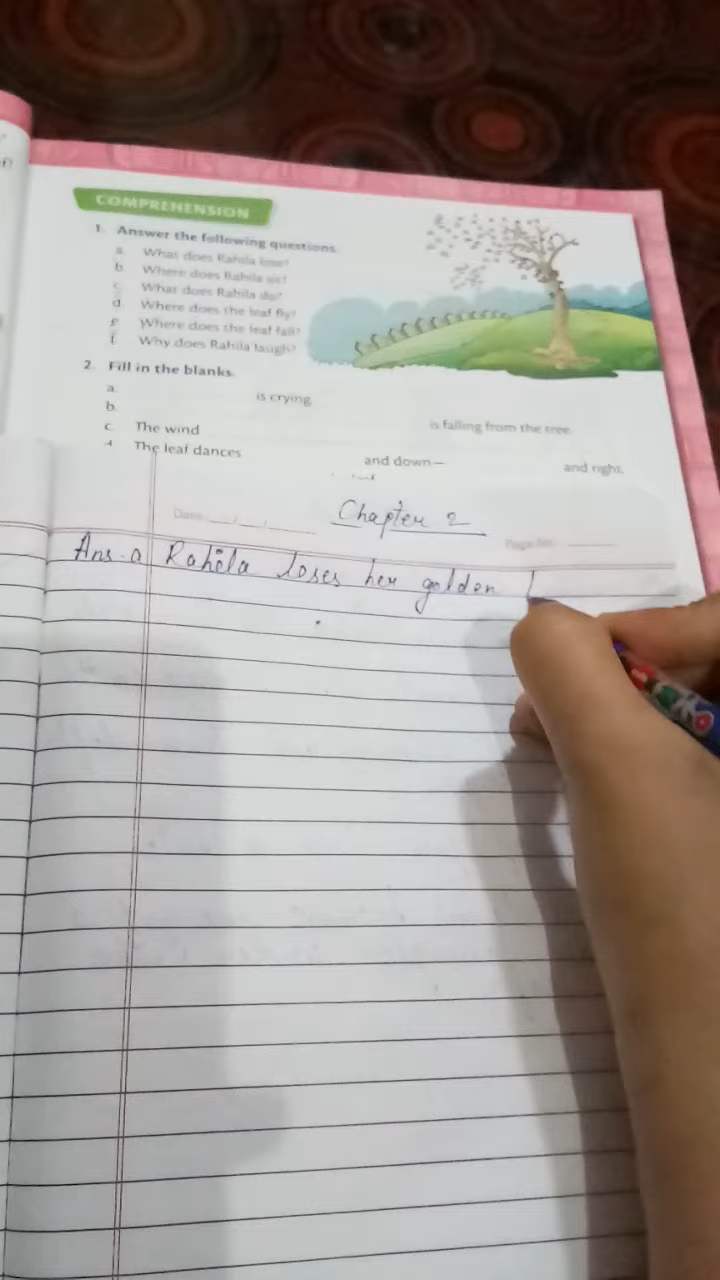 COMPREHENSION
1. Answer the following questions.
a. What does Rahila lose?
b. Where does Rahila sit?
c. What does Rahila do?
d. Where does the leaf fly?
e. Where does the leaf fall?
f. Why does Rahila laugh?
2. Fill in the blanks.
a. is crying.
b. is falling from the tree.
c. The wind
d. The leaf dances and down— and right.
Date Chapter 2
Page No.
Ans-a Rahila loses her golden